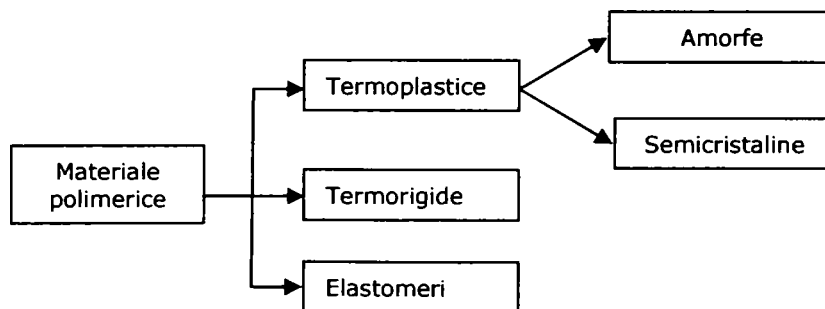 Amorfe
Termoplastice
Semicristaline
Materiale
polimerice
Termorigide
Elastomeri